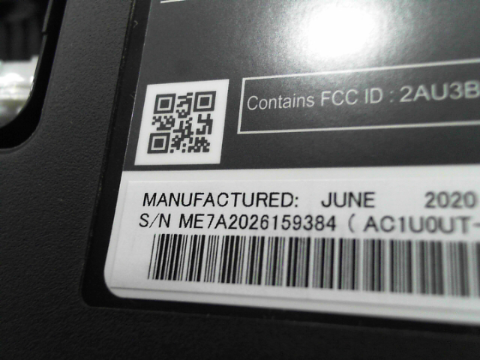 Contains FCC ID : 2AU3B
MANUFACTURED: JUNE 2020
S/N ME7A2026159384 ( AC1U0UT-